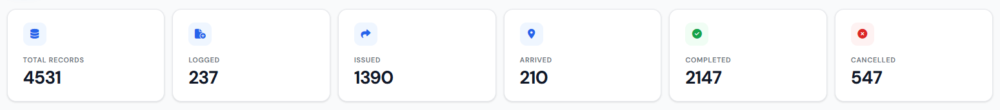 TOTAL RECORDS
4531
LOGGED
237
ISSUED
1390
ARRIVED
210
COMPLETED
2147
CANCELLED
547